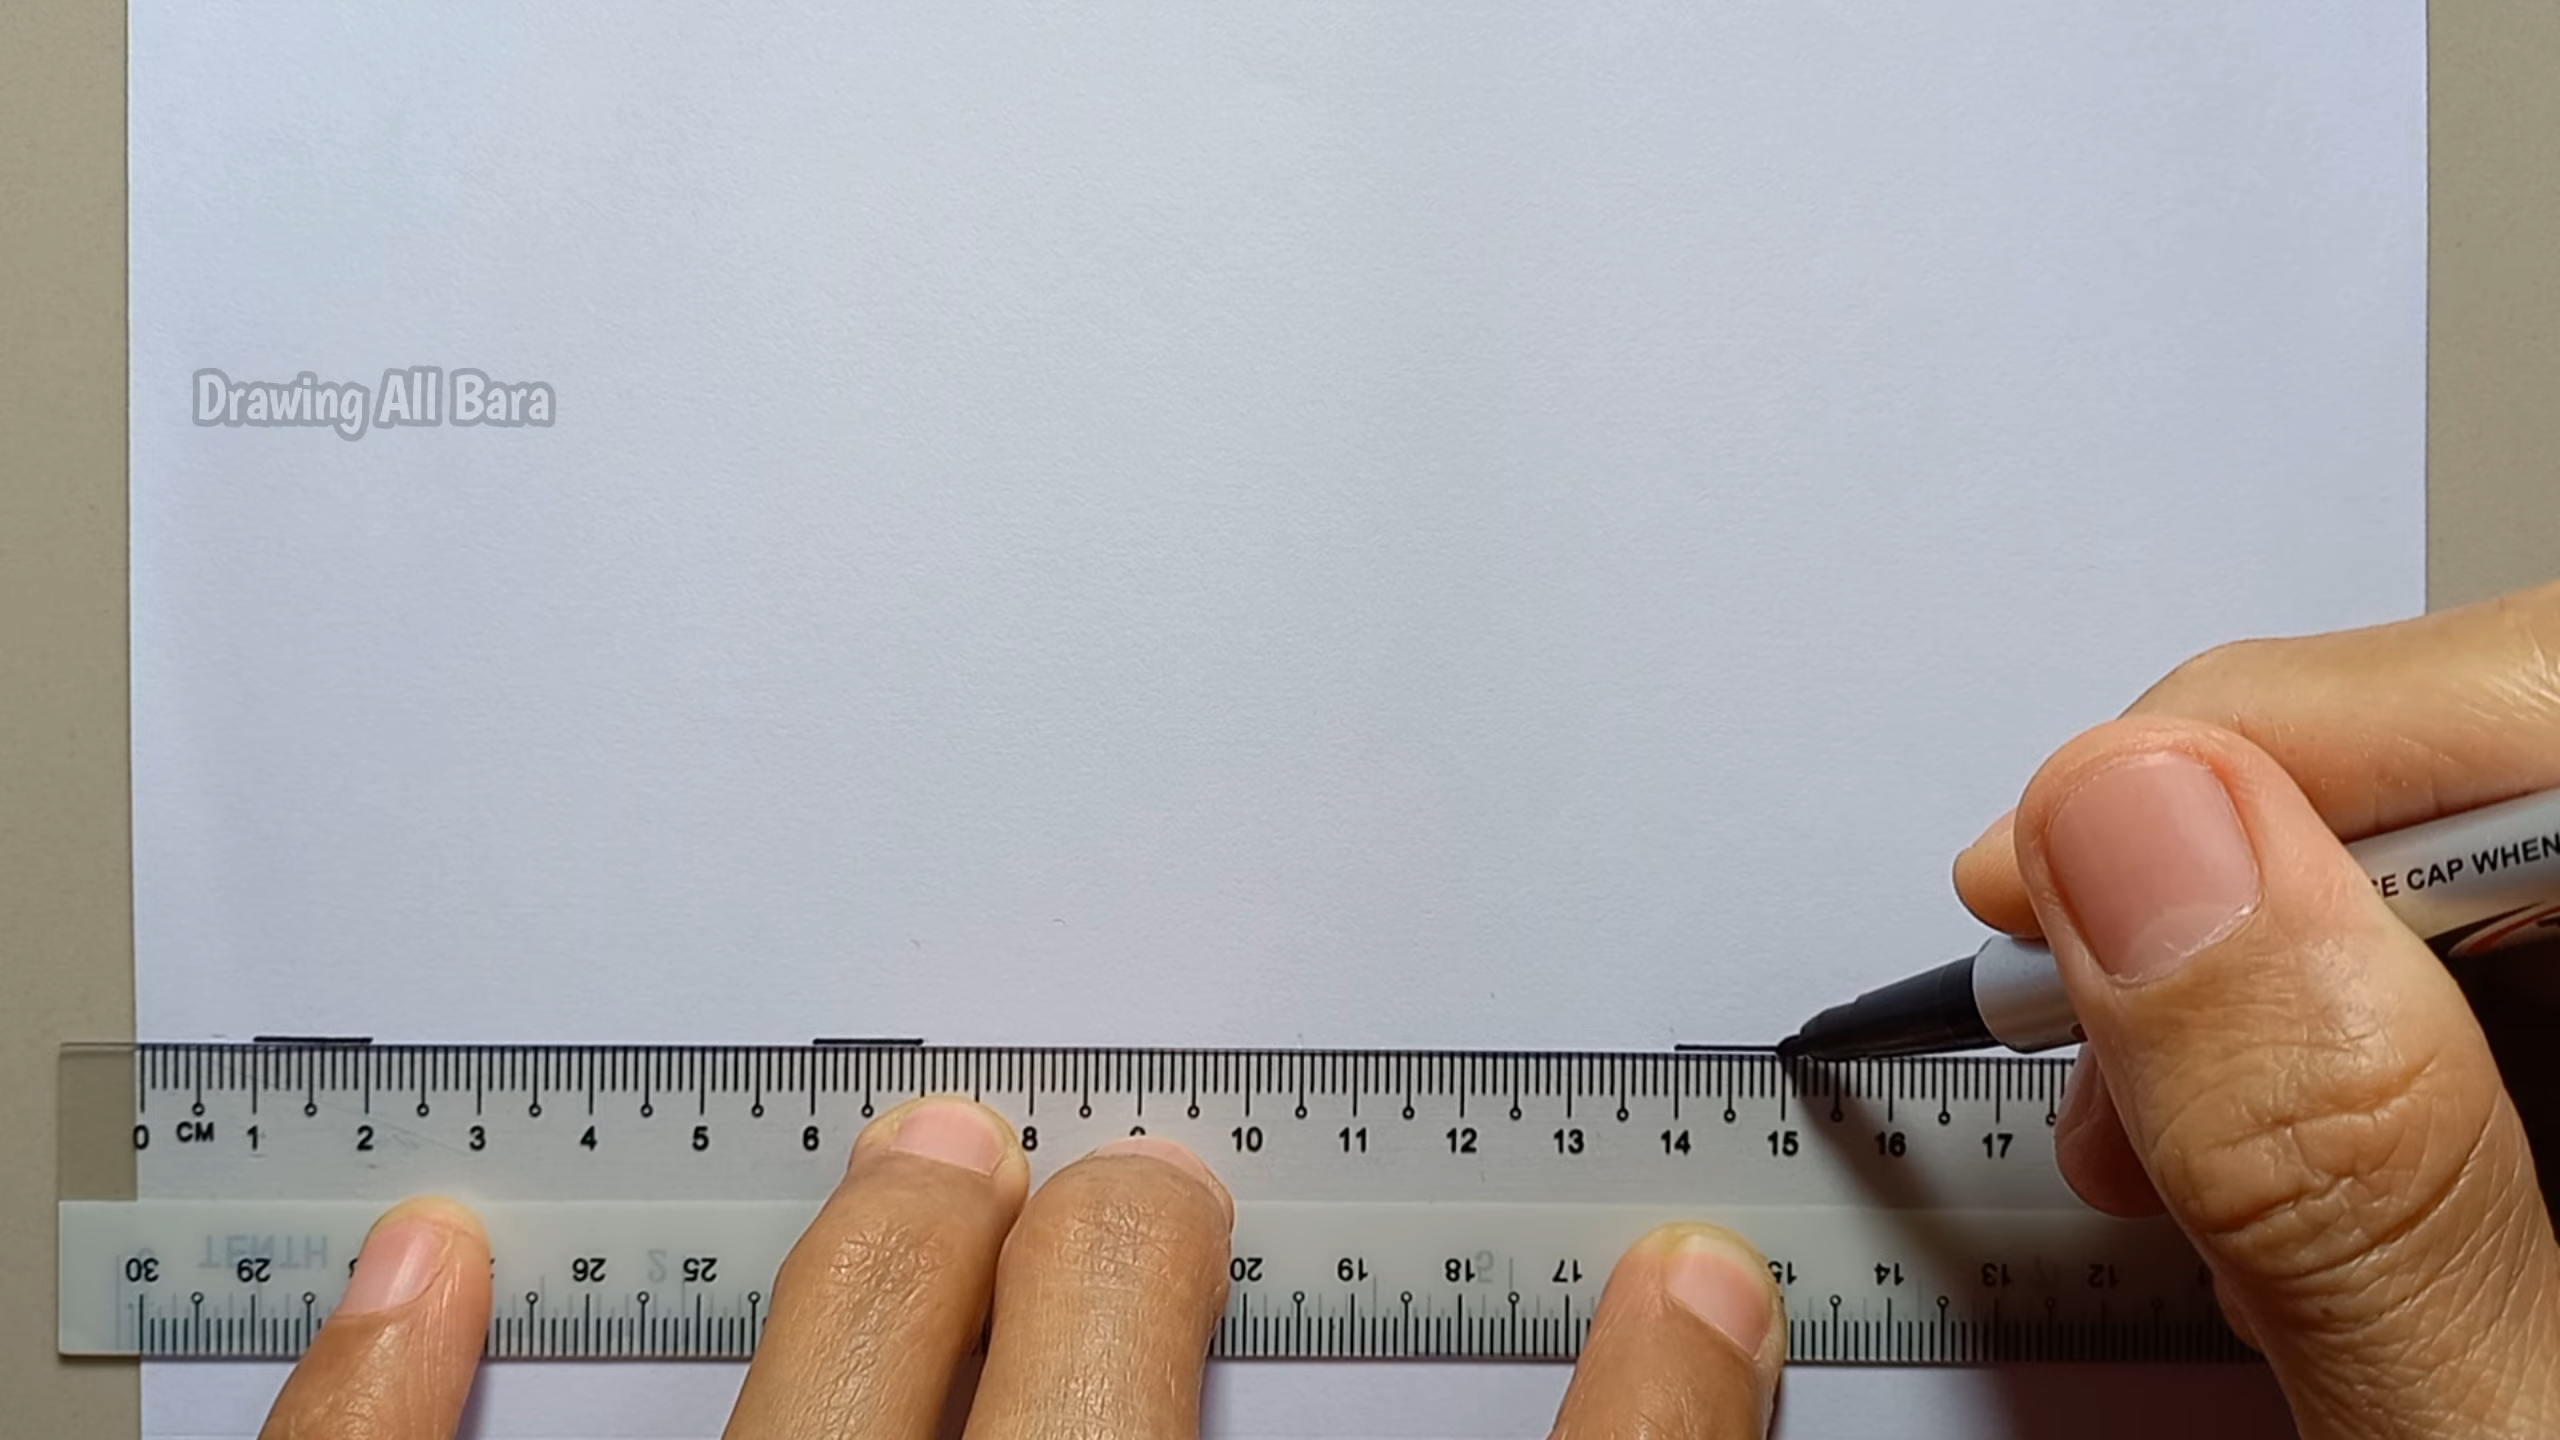 Drawing All Bara
CE CAP WHEN
0 CM 1 2 3 4 5 6 8 10 11 12 13 14 15 16 17
TENTH
30 29 26 25 20 19 18 17 15 14 13 12